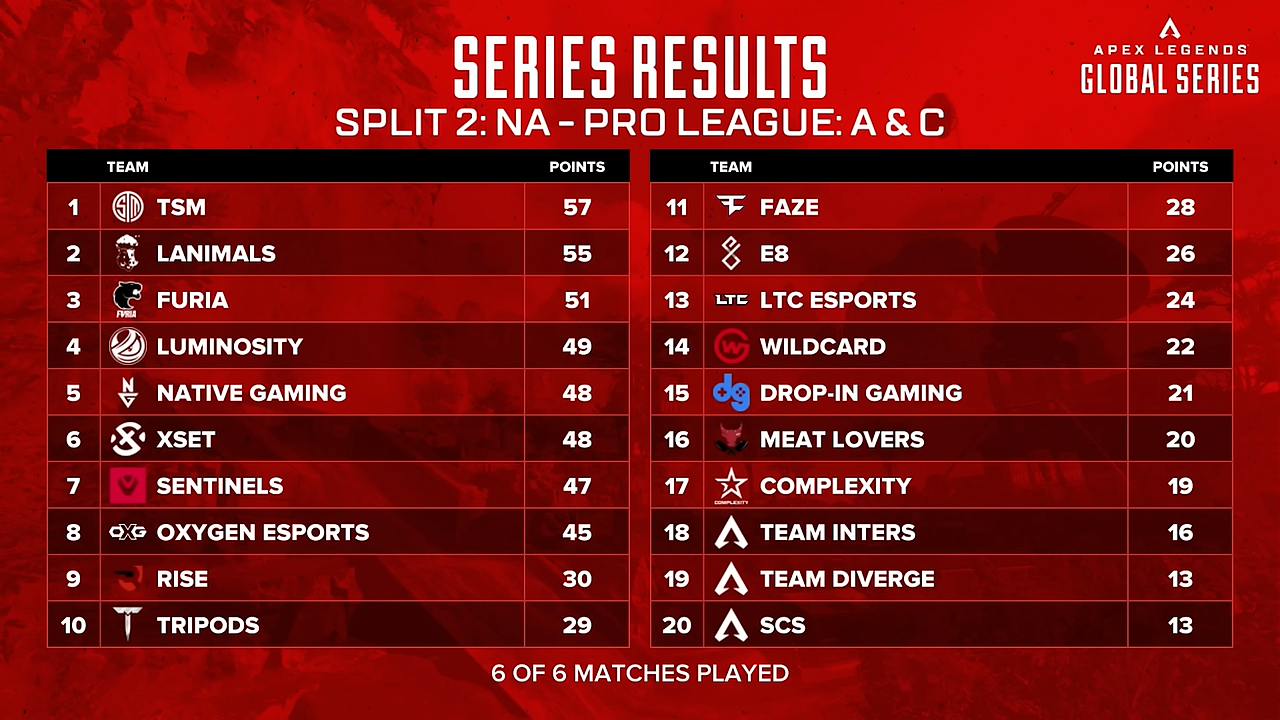 SERIES RESULTS
SPLIT 2: NA - PRO LEAGUE: A & C
APEX LEGENDS
GLOBAL SERIES
TEAM POINTS
1 TSM 57
2 LANIMALS 55
3 FURIA FURIA 51
4 LUMINOSITY 49
5 N G NATIVE GAMING 48
6 XSET 48
7 SENTINELS 47
8 OXG OXYGEN ESPORTS 45
9 RISE 30
10 TRIPODS 29
TEAM POINTS
11 FAZE 28
12 E8 26
13 LTC LTC ESPORTS 24
14 W WILDCARD 22
15 dg DROP-IN GAMING 21
16 MEAT LOVERS 20
17 COMPLEXITY COMPLEXITY 19
18 TEAM INTERS 16
19 TEAM DIVERGE 13
20 SCS 13
6 OF 6 MATCHES PLAYED